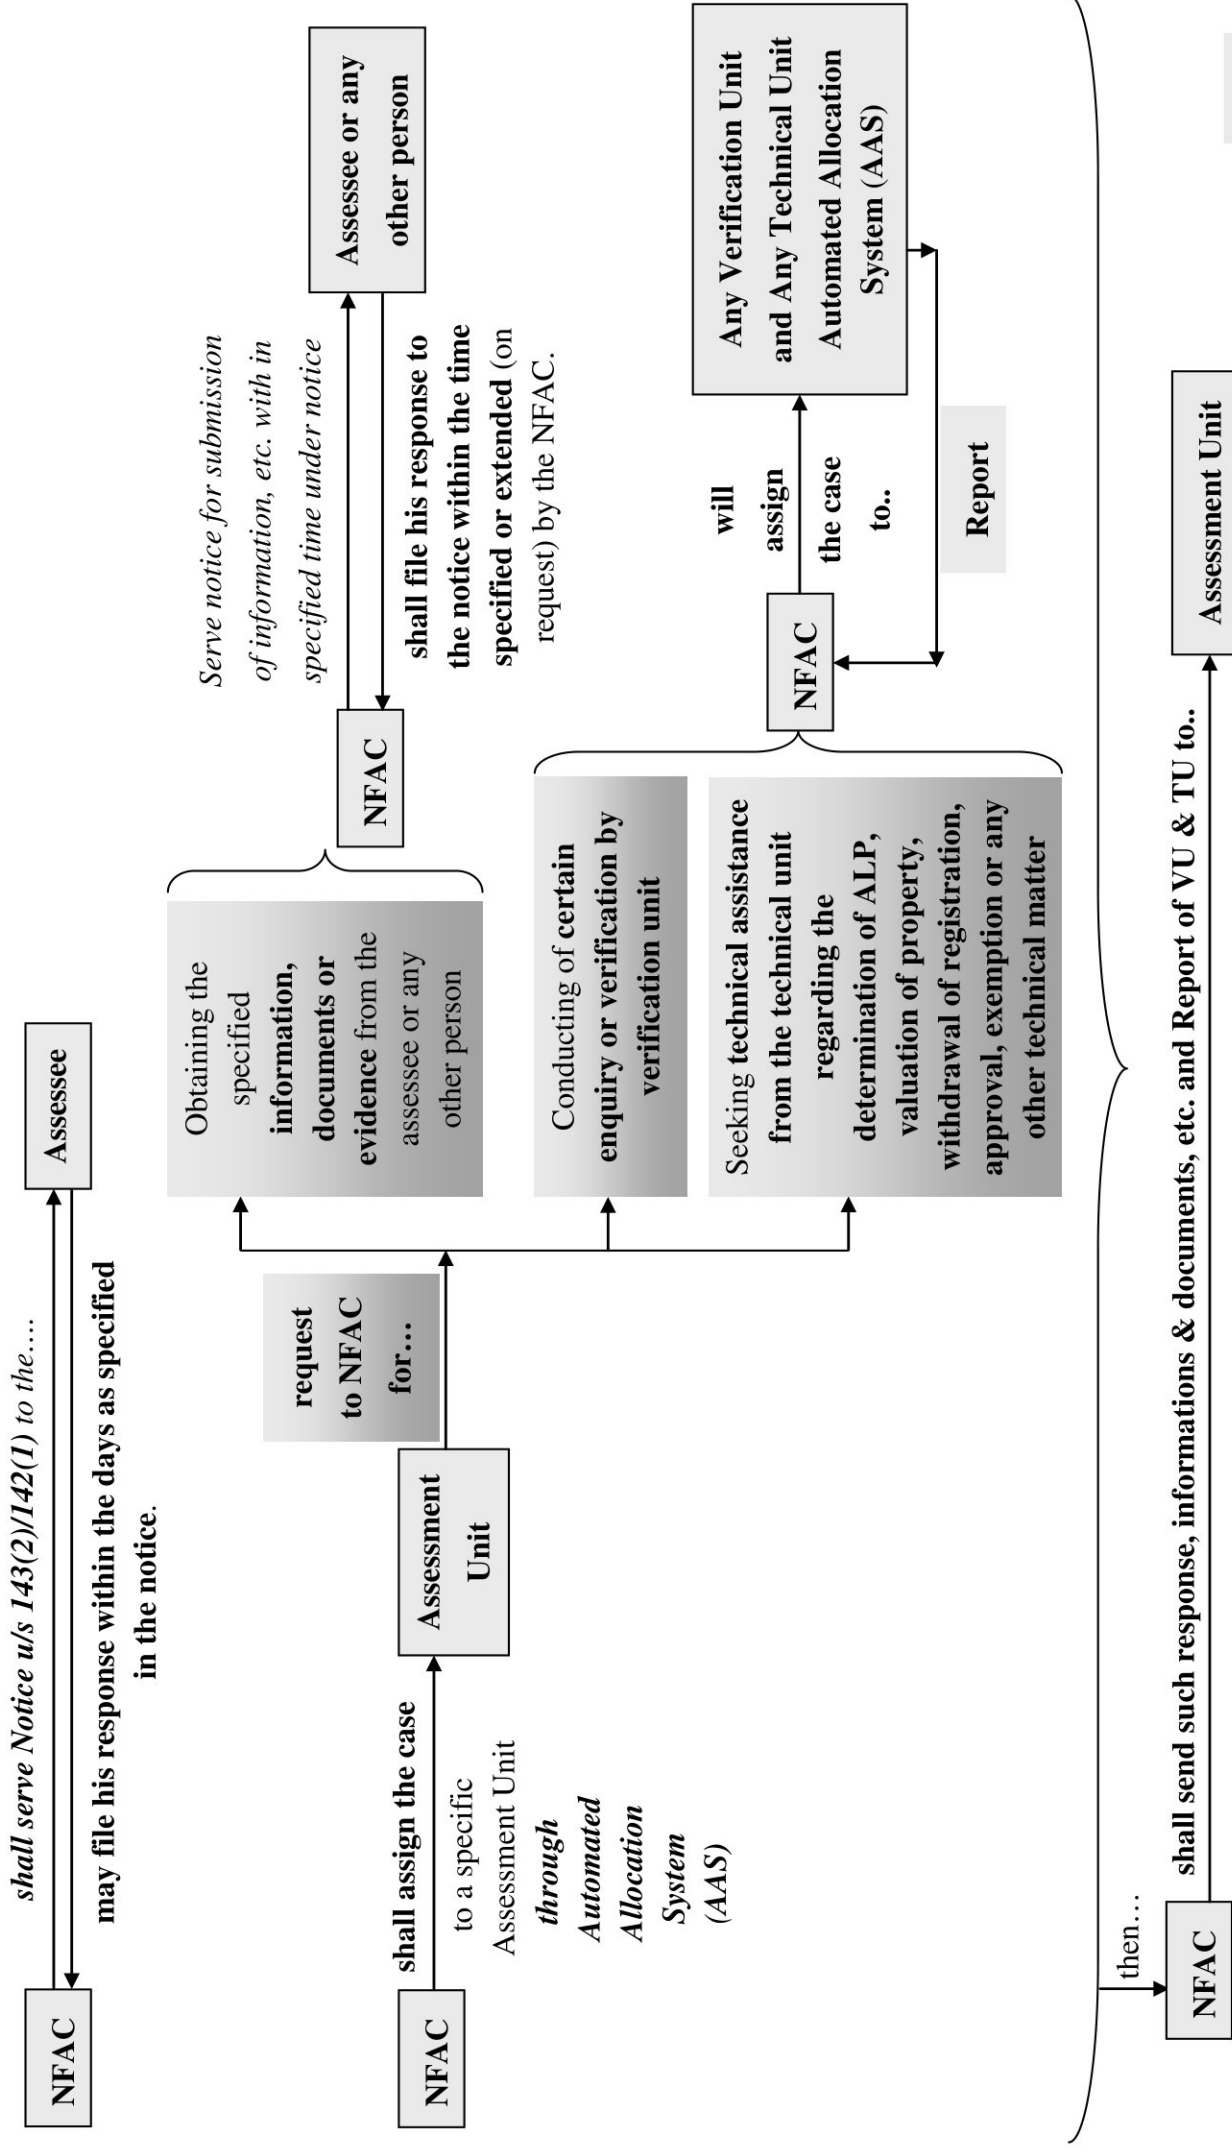 shall serve Notice u/s 143(2)/142(1) to the….
NFAC
Assessee
may file his response within the days as specified
in the notice.
NFAC
shall assign the case
to a specific
Assessment Unit
through
Automated
Allocation
System
(AAS)
Assessment
Unit
request
to NFAC
for…
Obtaining the
specified
information,
documents or
evidence from the
assessee or any
other person
NFAC
Serve notice for submission
of information, etc. with in
specified time under notice
Assessee or any
other person
shall file his response to
the notice within the time
specified or extended (on
request) by the NFAC.
Conducting of certain
enquiry or verification by
verification unit
Seeking technical assistance
from the technical unit
regarding the
determination of ALP,
valuation of property,
withdrawal of registration,
approval, exemption or any
other technical matter
NFAC
will
assign
the case
to..
Any Verification Unit
and Any Technical Unit
Automated Allocation
System (AAS)
Report
then…
NFAC
shall send such response, informations & documents, etc. and Report of VU & TU to..
Assessment Unit